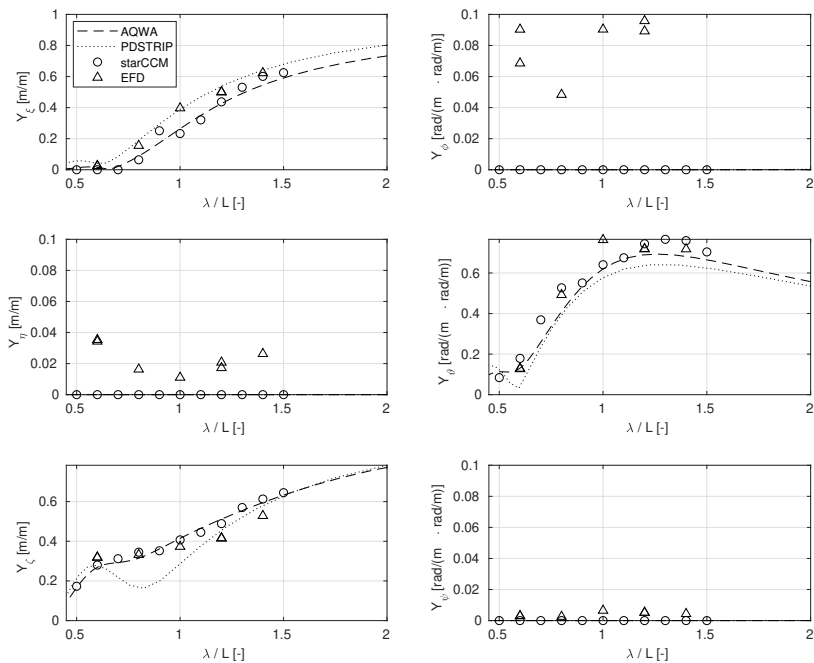 1
0.8
0.6
0.4
0.2
0
Y_ξ [m/m]
AQWA
PDSTRIP
starCCM
EFD
0.5 1 1.5 2
λ / L [-]
0.1
0.08
0.06
0.04
0.02
0
Y_φ [rad/(m · rad/m)]
0.5 1 1.5 2
λ / L [-]
0.1
0.08
0.06
0.04
0.02
0
Y_η [m/m]
0.5 1 1.5 2
λ / L [-]
0.6
0.4
0.2
0
Y_ϑ [rad/(m · rad/m)]
0.5 1 1.5 2
λ / L [-]
0.6
0.4
0.2
0
Y_ζ [m/m]
0.5 1 1.5 2
λ / L [-]
0.1
0.08
0.06
0.04
0.02
0
Y_ψ [rad/(m · rad/m)]
0.5 1 1.5 2
λ / L [-]